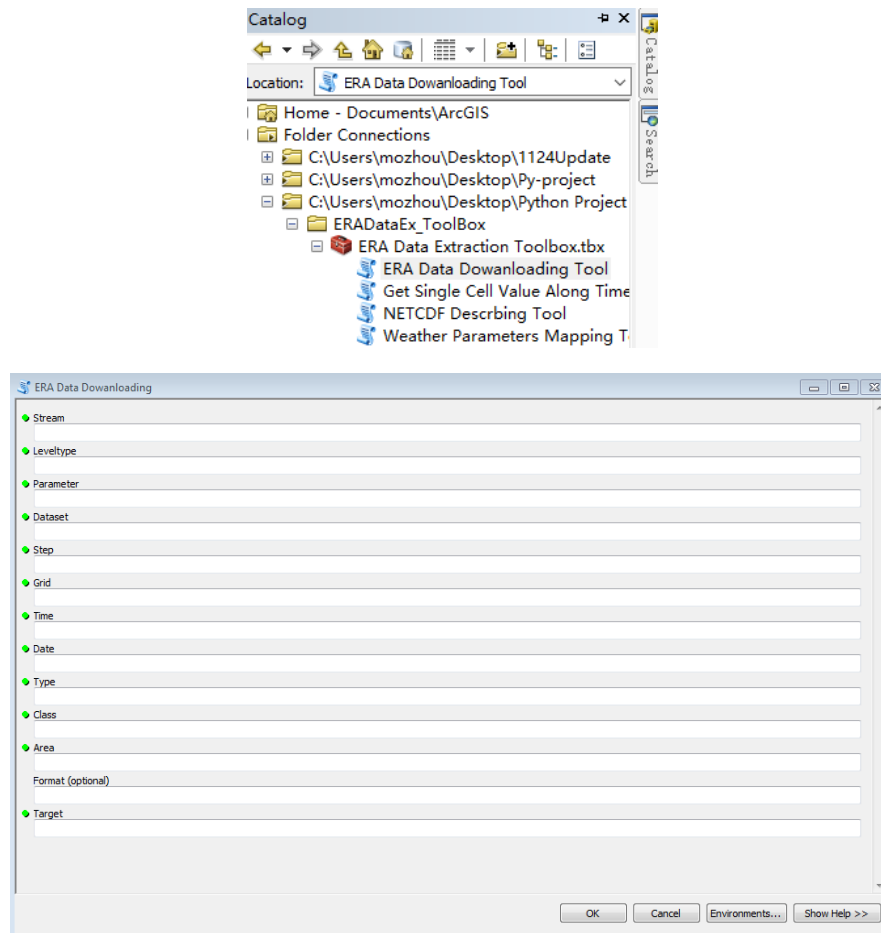 Catalog
Location: ERA Data Dowanloading Tool
Home - Documents\ArcGIS
Folder Connections
C:\Users\mozhou\Desktop\1124Update
C:\Users\mozhou\Desktop\Py-project
C:\Users\mozhou\Desktop\Python Project
ERADataEx_ToolBox
ERA Data Extraction Toolbox.tbx
ERA Data Dowanloading Tool
Get Single Cell Value Along Time
NETCDF Descrbing Tool
Weather Parameters Mapping T
Catalog
Search
ERA Data Dowanloading
Stream
Leveltype
Parameter
Dataset
Step
Grid
Time
Date
Type
Class
Area
Format (optional)
Target
OK Cancel Environments... Show Help >>